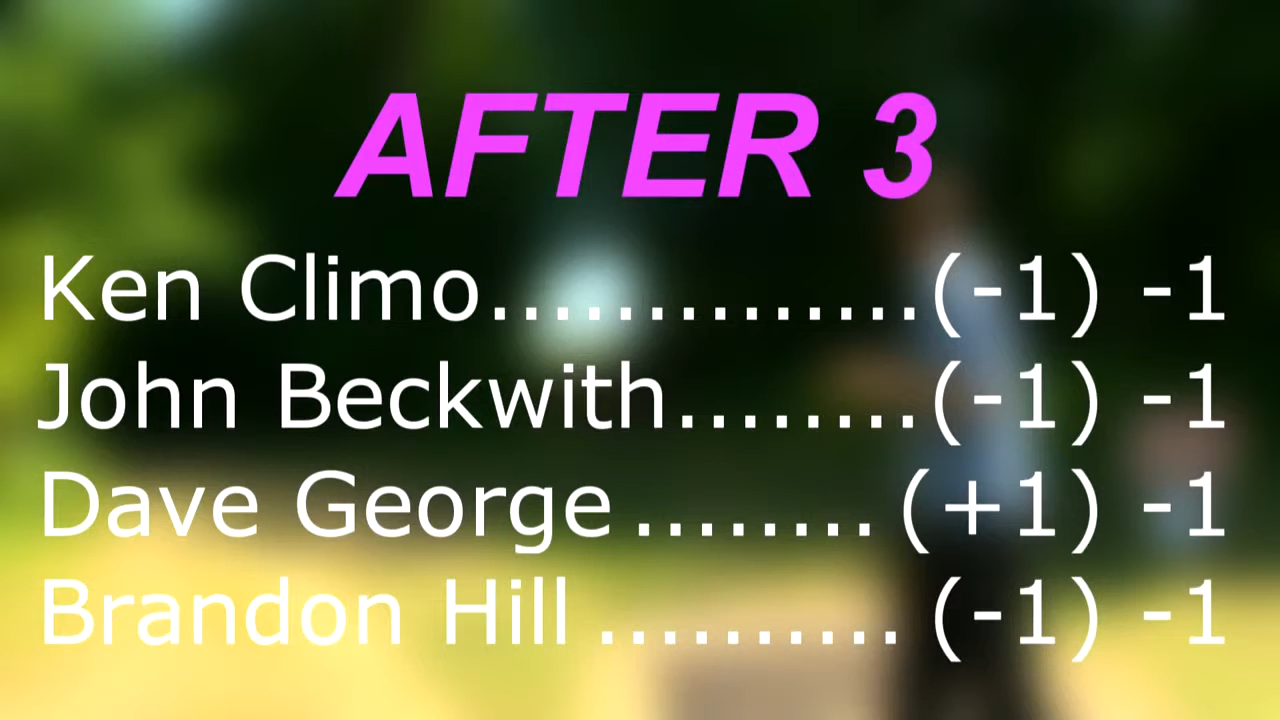 AFTER 3
Ken Climo..............(-1) -1
John Beckwith........(-1) -1
Dave George ........ (+1) -1
Brandon Hill .......... (-1) -1